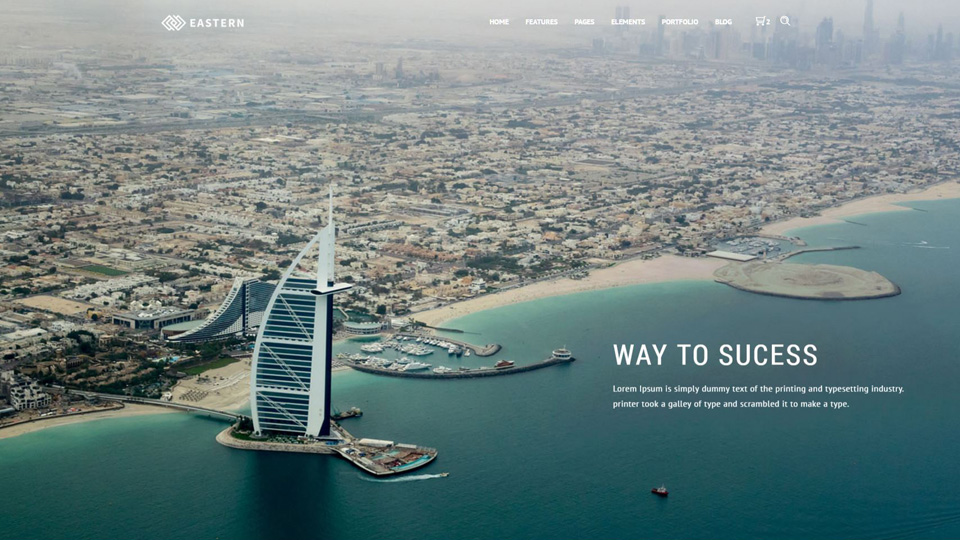 EASTERN
HOME FEATURES PAGES ELEMENTS PORTFOLIO BLOG 2
WAY TO SUCESS
Lorem Ipsum is simply dummy text of the printing and typesetting industry.
printer took a galley of type and scrambled it to make a type.